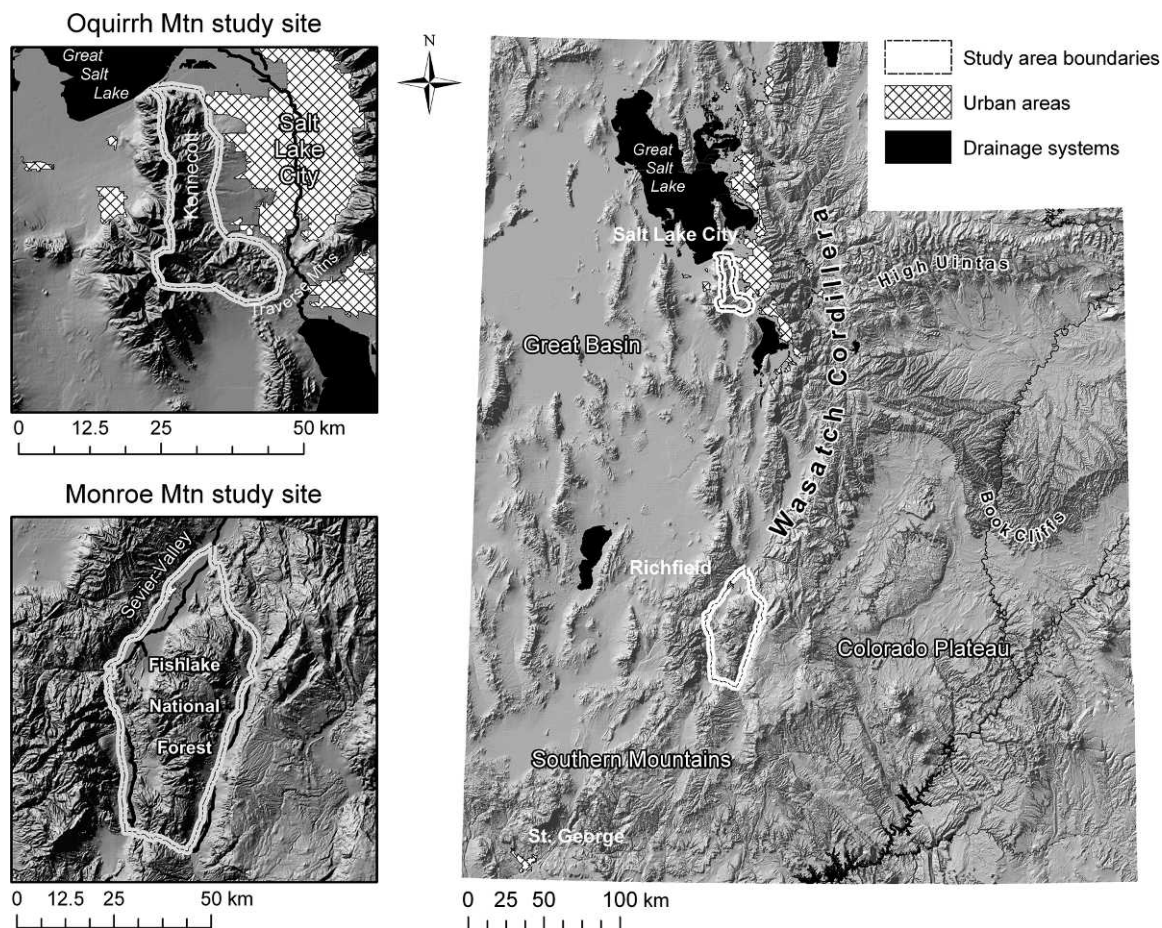 Oquirrh Mtn study site
Great
Salt
Lake
Salt
Lake
City
Kennecott
Traverse Mtns
0 12.5 25 50 km
Monroe Mtn study site
Sevier Valley
Fishlake
National
Forest
0 12.5 25 50 km
N
Study area boundaries
Urban areas
Drainage systems
Great
Salt
Lake
Salt Lake City
High Uintas
Wasatch Cordillera
Great Basin
Book Cliffs
Richfield
Colorado Plateau
Southern Mountains
St. George
0 25 50 100 km